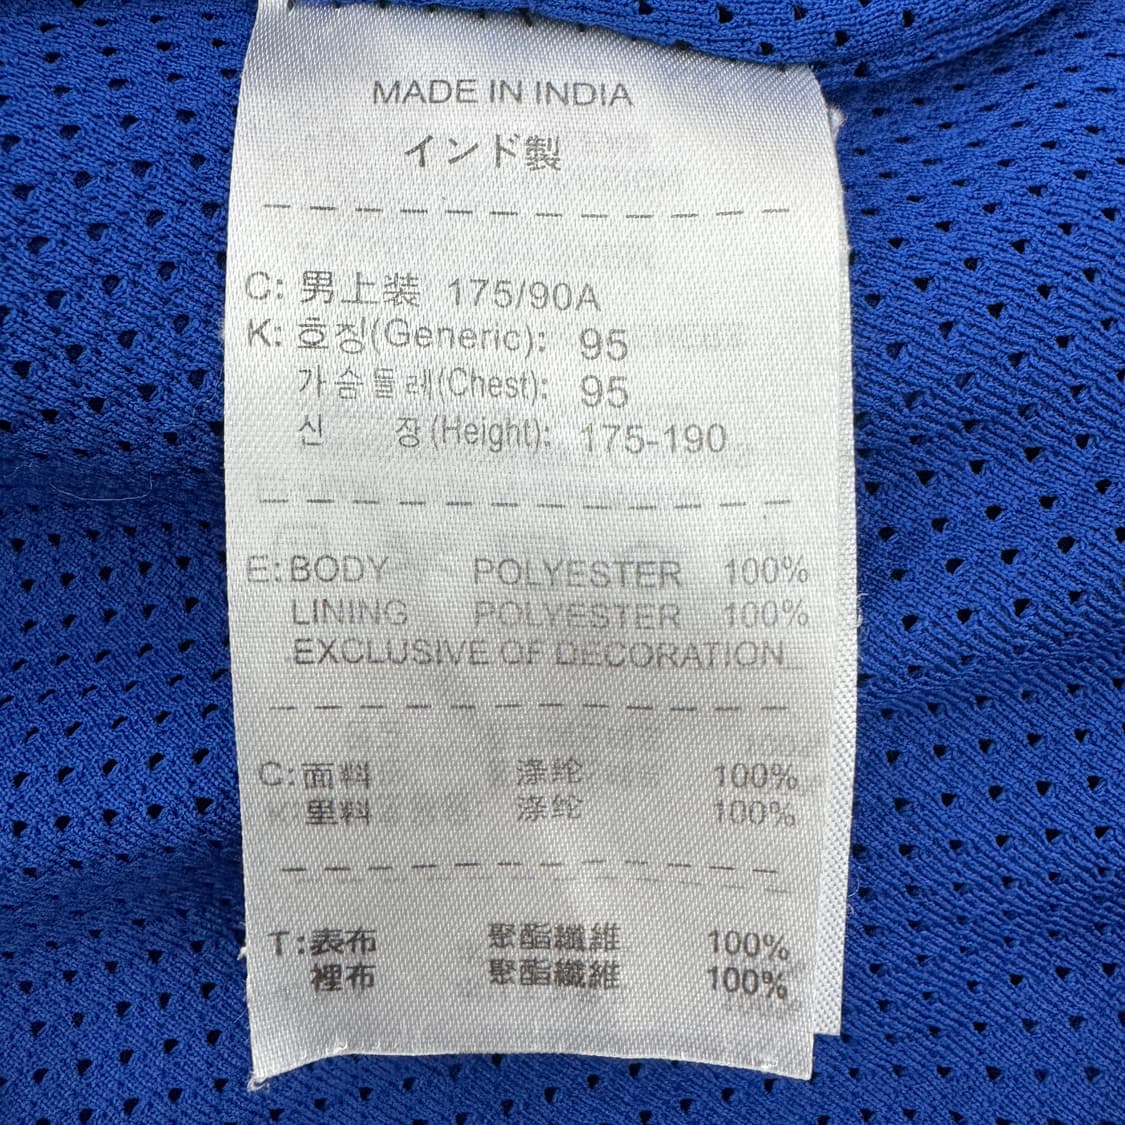 MADE IN INDIA
インド製
C: 男上装 175/90A
K: 호칭(Generic): 95
가슴둘레(Chest): 95
신 장(Height): 175-190
E: BODY POLYESTER 100%
LINING POLYESTER 100%
EXCLUSIVE OF DECORATION
C: 面料 涤纶 100%
里料 涤纶 100%
T: 表布 聚酯纖維 100%
裡布 聚酯纖維 100%